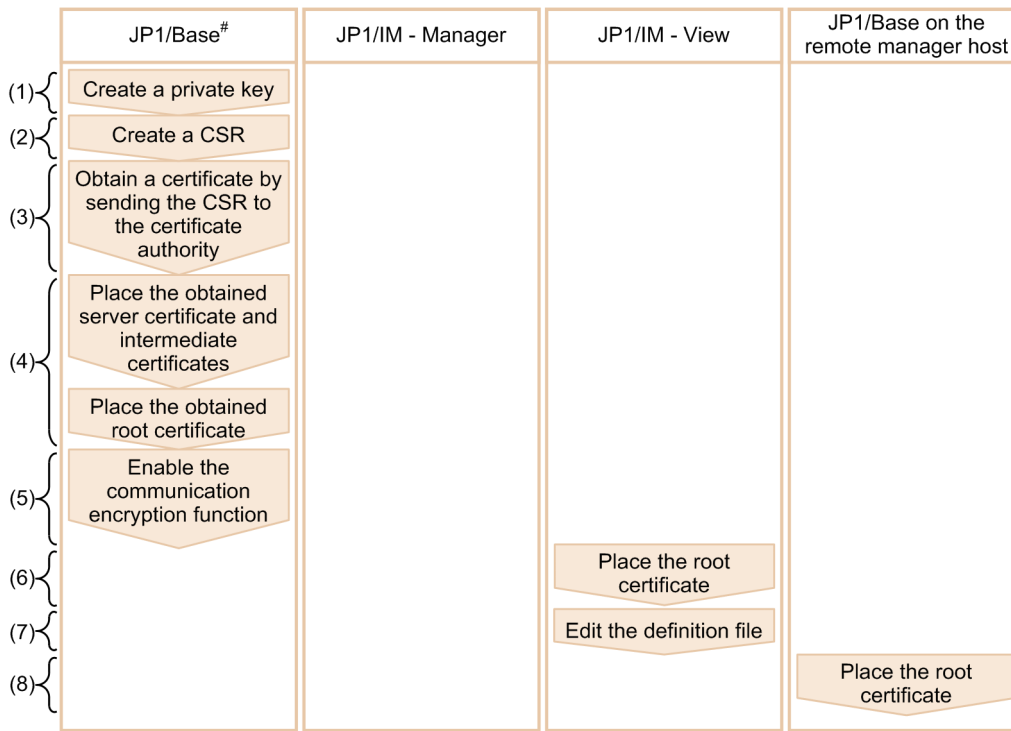 JP1/Base#
JP1/IM - Manager
JP1/IM - View
JP1/Base on the
remote manager host
(1)
Create a private key
(2)
Create a CSR
(3)
Obtain a certificate by
sending the CSR to
the certificate
authority
(4)
Place the obtained
server certificate and
intermediate
certificates
Place the obtained
root certificate
(5)
Enable the
communication
encryption function
(6)
Place the root
certificate
(7)
Edit the definition file
(8)
Place the root
certificate